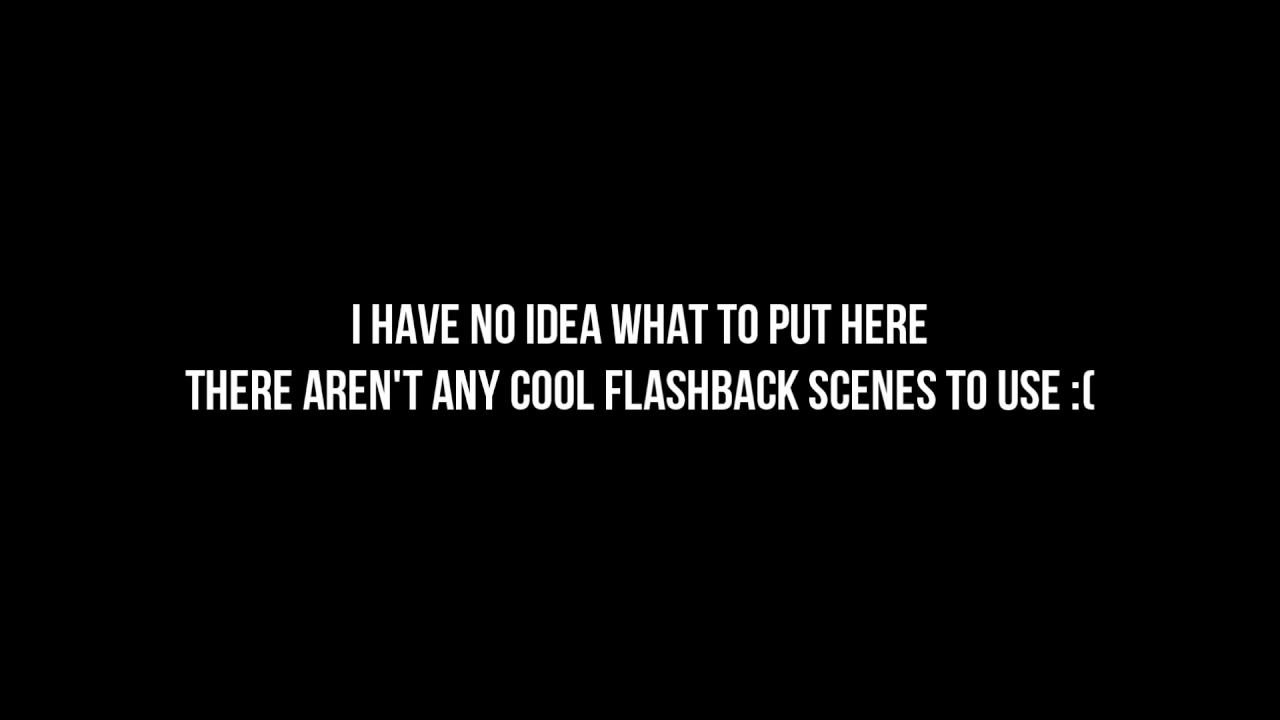 I HAVE NO IDEA WHAT TO PUT HERE
THERE AREN'T ANY COOL FLASHBACK SCENES TO USE :(